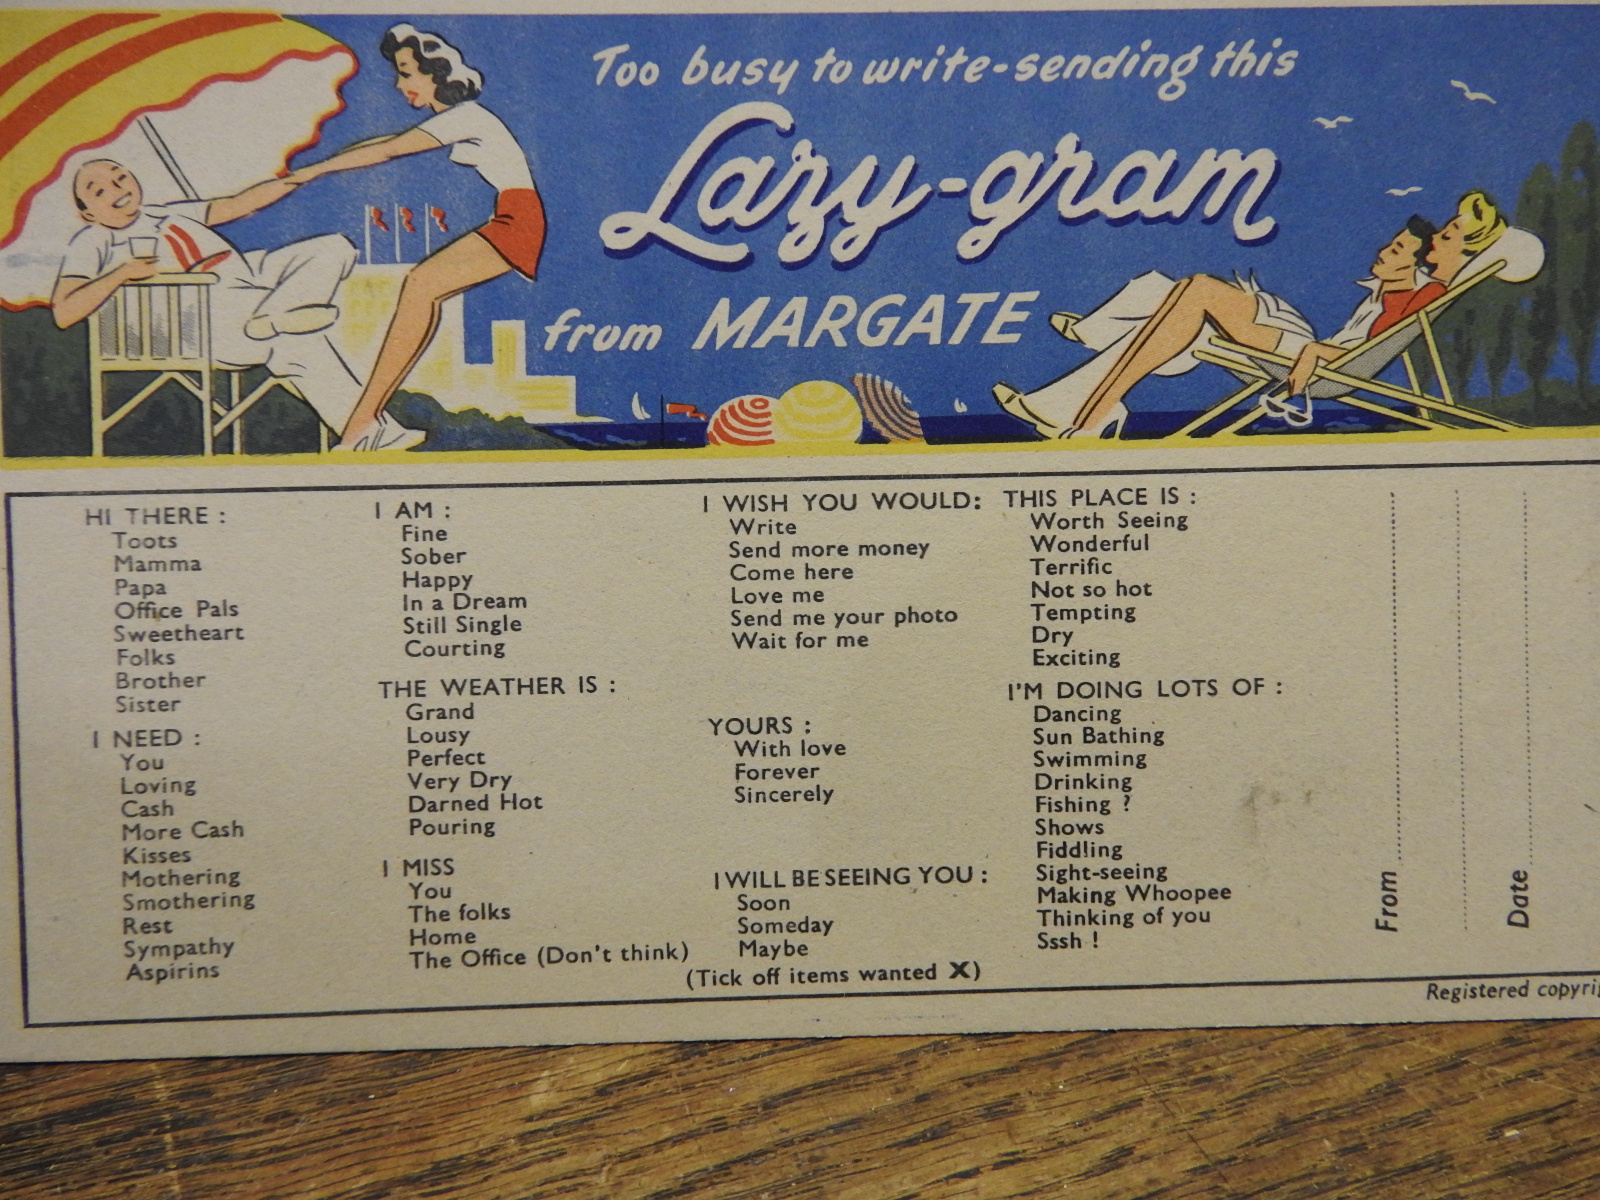 Too busy to write-sending this
Lazy-gram
from MARGATE
HI THERE :
Toots
Mamma
Papa
Office Pals
Sweetheart
Folks
Brother
Sister
I NEED :
You
Loving
Cash
More Cash
Kisses
Mothering
Smothering
Rest
Sympathy
Aspirins
I AM :
Fine
Sober
Happy
In a Dream
Still Single
Courting
THE WEATHER IS :
Grand
Lousy
Perfect
Very Dry
Darned Hot
Pouring
I MISS
You
The folks
Home
The Office (Don't think)
I WISH YOU WOULD:
Write
Send more money
Come here
Love me
Send me your photo
Wait for me
YOURS :
With love
Forever
Sincerely
I WILL BE SEEING YOU :
Soon
Someday
Maybe
(Tick off items wanted X)
THIS PLACE IS :
Worth Seeing
Wonderful
Terrific
Not so hot
Tempting
Dry
Exciting
I'M DOING LOTS OF :
Dancing
Sun Bathing
Swimming
Drinking
Fishing ?
Shows
Fiddling
Sight-seeing
Making Whoopee
Thinking of you
Sssh !
From
Date
Registered